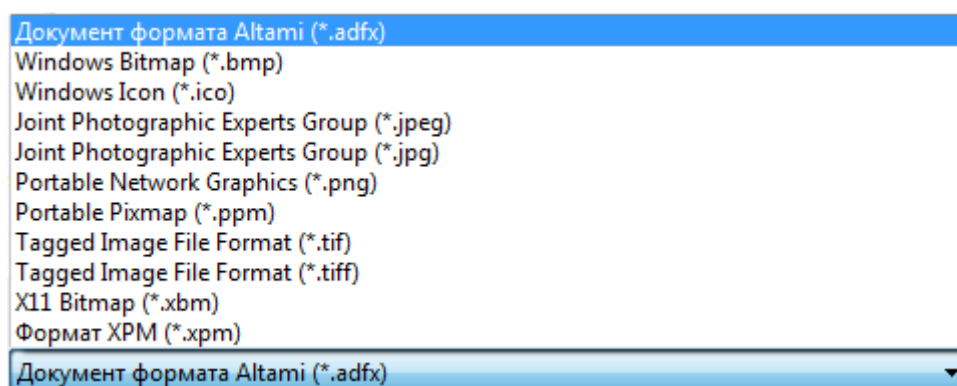 Документ формата Altami (*.adfx)
Windows Bitmap (*.bmp)
Windows Icon (*.ico)
Joint Photographic Experts Group (*.jpeg)
Joint Photographic Experts Group (*.jpg)
Portable Network Graphics (*.png)
Portable Pixmap (*.ppm)
Tagged Image File Format (*.tif)
Tagged Image File Format (*.tiff)
X11 Bitmap (*.xbm)
Формат XPM (*.xpm)
Документ формата Altami (*.adfx)